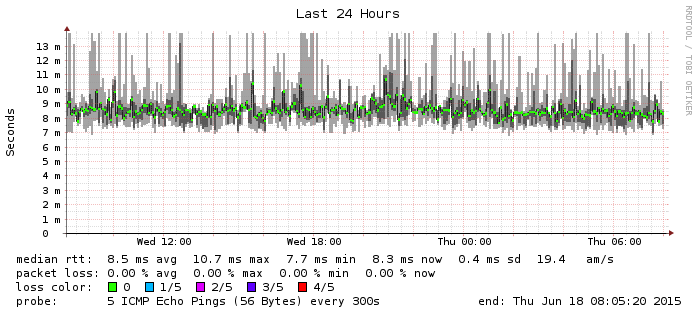 Last 24 Hours
RRDTOOL / TOBI OETIKER
Seconds
13 m
12 m
11 m
10 m
9 m
8 m
7 m
6 m
5 m
4 m
3 m
2 m
1 m
0
Wed 12:00 Wed 18:00 Thu 00:00 Thu 06:00
median rtt: 8.5 ms avg 10.7 ms max 7.7 ms min 8.3 ms now 0.4 ms sd 19.4 am/s
packet loss: 0.00 % avg 0.00 % max 0.00 % min 0.00 % now
loss color: 0 1/5 2/5 3/5 4/5
probe: 5 ICMP Echo Pings (56 Bytes) every 300s end: Thu Jun 18 08:05:20 2015